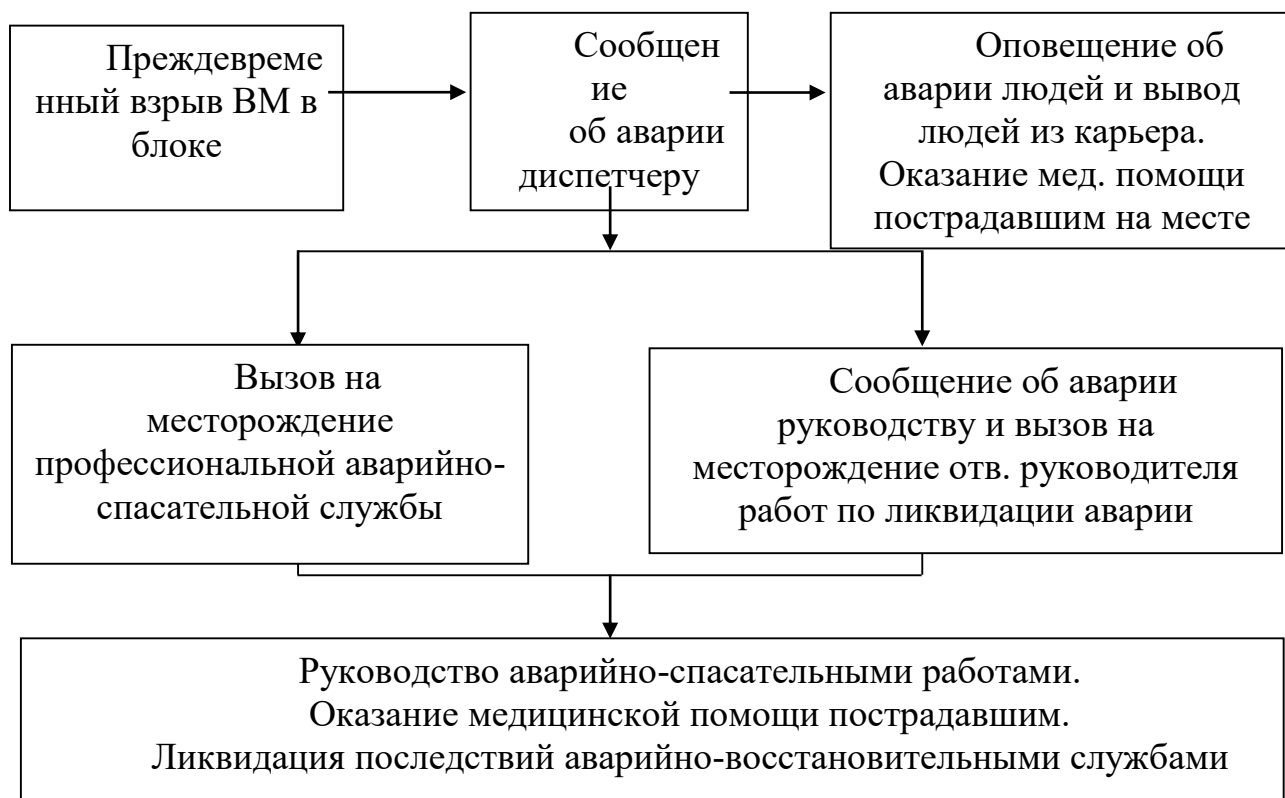 Преждевреме
нный взрыв ВМ в
блоке
Сообщен
ие
об аварии
диспетчеру
Оповещение об
аварии людей и вывод
людей из карьера.
Оказание мед. помощи
пострадавшим на месте
Вызов на
месторождение
профессиональной аварийно-
спасательной службы
Сообщение об аварии
руководству и вызов на
месторождение отв. руководителя
работ по ликвидации аварии
Руководство аварийно-спасательными работами.
Оказание медицинской помощи пострадавшим.
Ликвидация последствий аварийно-восстановительными службами